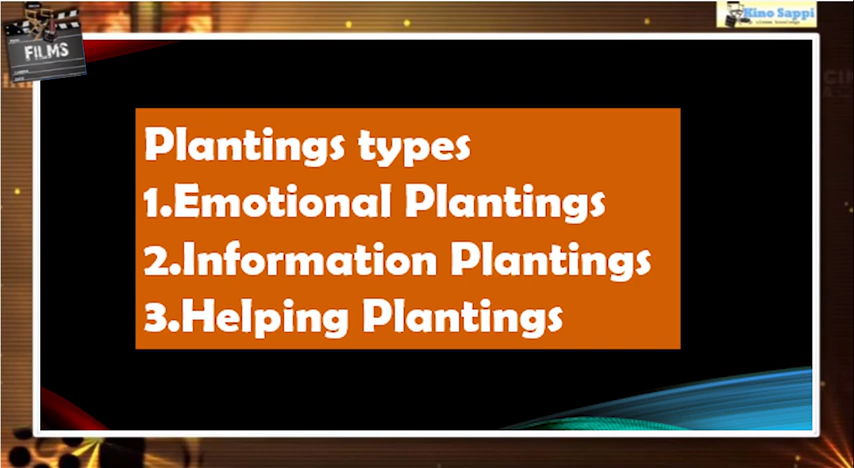 FILMS
Kino Sappi
Plantings types
1.Emotional Plantings
2.Information Plantings
3.Helping Plantings